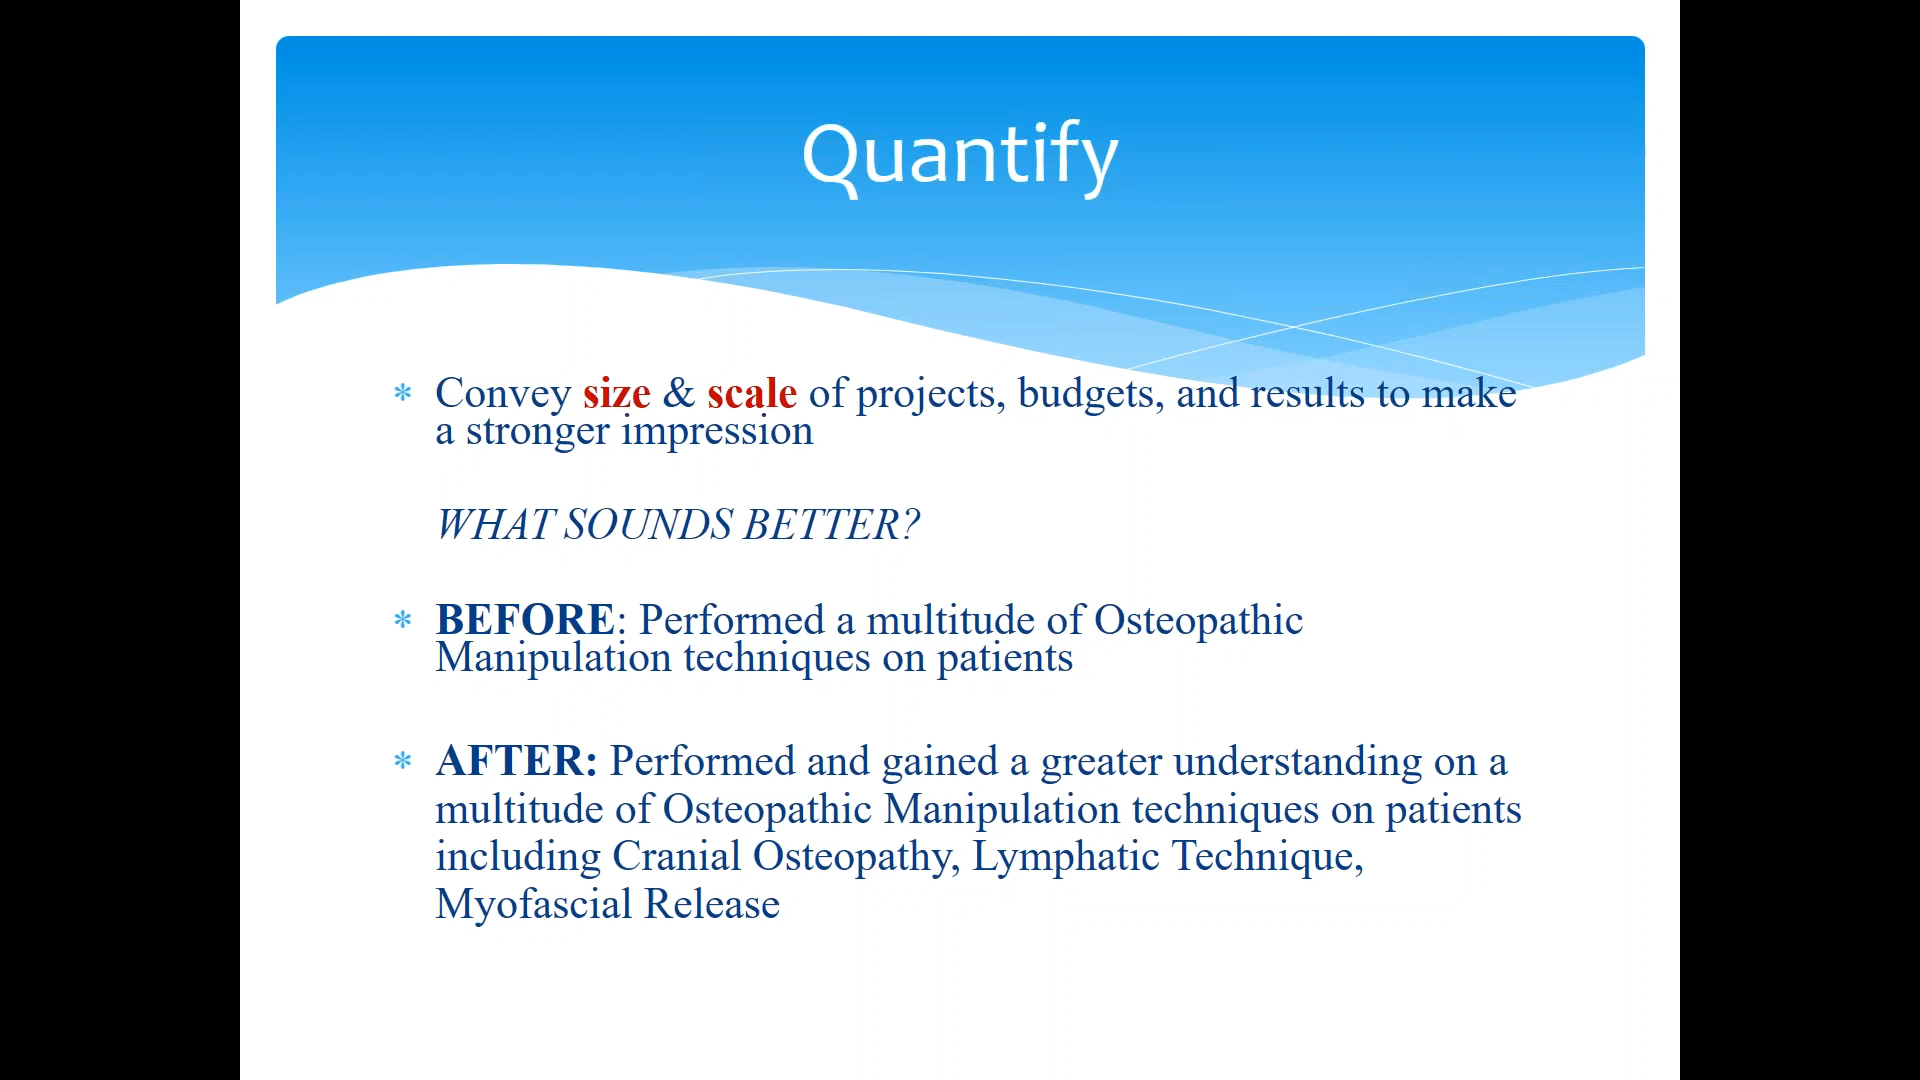 Quantify
* Convey size & scale of projects, budgets, and results to make
a stronger impression
WHAT SOUNDS BETTER?
* BEFORE: Performed a multitude of Osteopathic
Manipulation techniques on patients
* AFTER: Performed and gained a greater understanding on a
multitude of Osteopathic Manipulation techniques on patients
including Cranial Osteopathy, Lymphatic Technique,
Myofascial Release